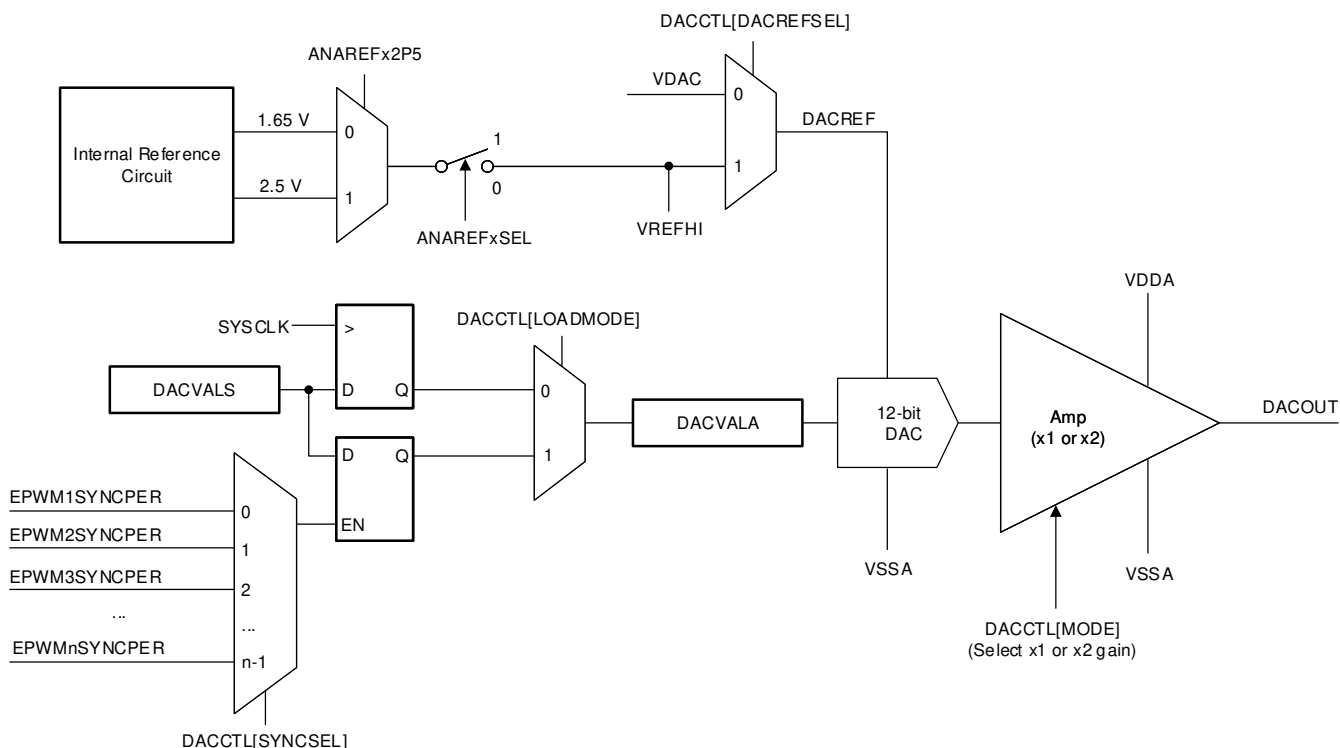 DACCTL[DACREFSEL]
ANAREFx2P5
VDAC
0
DACREF
1.65 V
0
Internal Reference
Circuit
1
0
1
2.5 V
1
VREFHI
ANAREFxSEL
VDDA
SYSCLK
>
DACCTL[LOADMODE]
DACVALS
D
Q
0
DACVALA
12-bit
DAC
Amp
(x1 or x2)
DACOUT
D
Q
1
EPWM1SYNCPER
0
EN
EPWM2SYNCPER
1
VSSA
VSSA
EPWM3SYNCPER
2
...
...
EPWMnSYNCPER
n-1
DACCTL[MODE]
(Select x1 or x2 gain)
DACCTL[SYNCSEL]